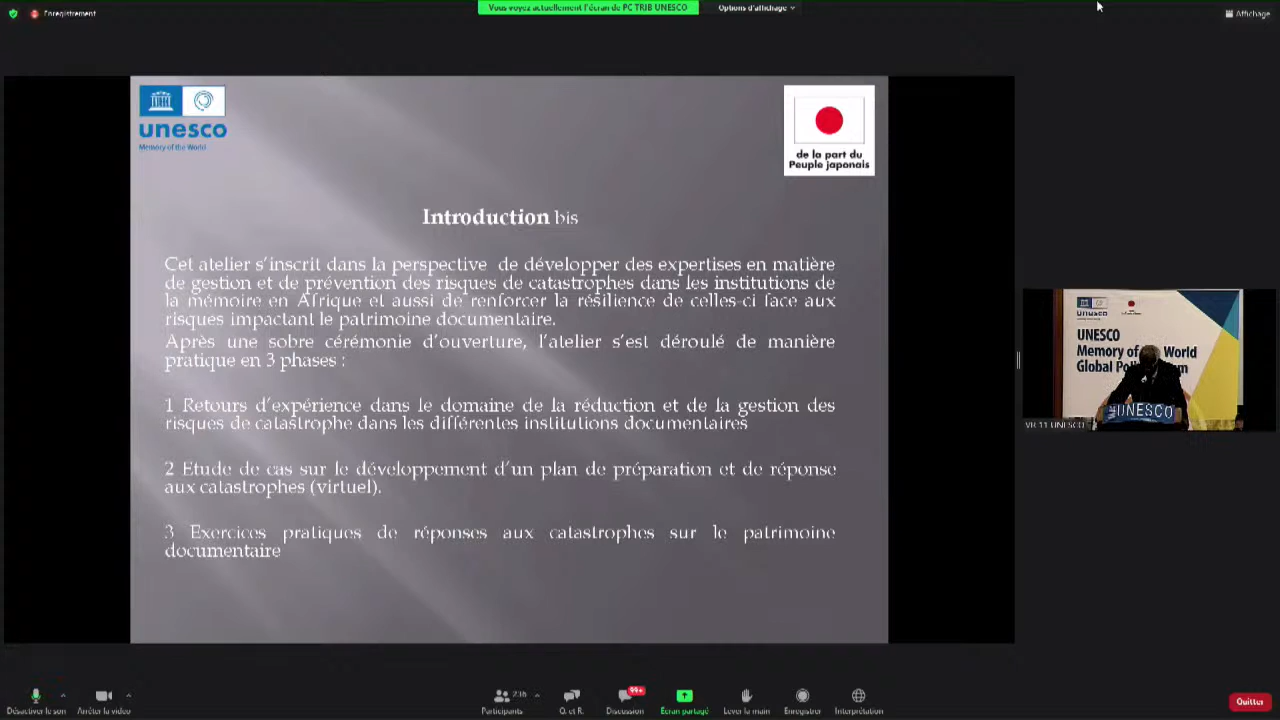 Enregistrement
Vous voyez actuellement l'écran de PC TRIB UNESCO
Options d'affichage
Affichage
unesco
Memory of the World
de la part du
Peuple japonais
Introduction bis
Cet atelier s'inscrit dans la perspective de développer des expertises en matière
de gestion et de prévention des risques de catastrophes dans les institutions de
la mémoire en Afrique et aussi de renforcer la résilience de celles-ci face aux
risques impactant le patrimoine documentaire.
Après une sobre cérémonie d'ouverture, l'atelier s'est déroulé de manière
pratique en 3 phases :
1 Retours d'expérience dans le domaine de la réduction et de la gestion des
risques de catastrophe dans les différentes institutions documentaires
2 Etude de cas sur le développement d'un plan de préparation et de réponse
aux catastrophes (virtuel).
3 Exercices pratiques de réponses aux catastrophes sur le patrimoine
documentaire
unesco
UNESCO
Memory of World
Global
UNESCO
VR 11 UNESCO
Désactiver le son
Arrêter la vidéo
236
Participants
Q. et R.
99+
Discussion
Écran partagé
Lever la main
Enregistrer
Interprétation
Quitter